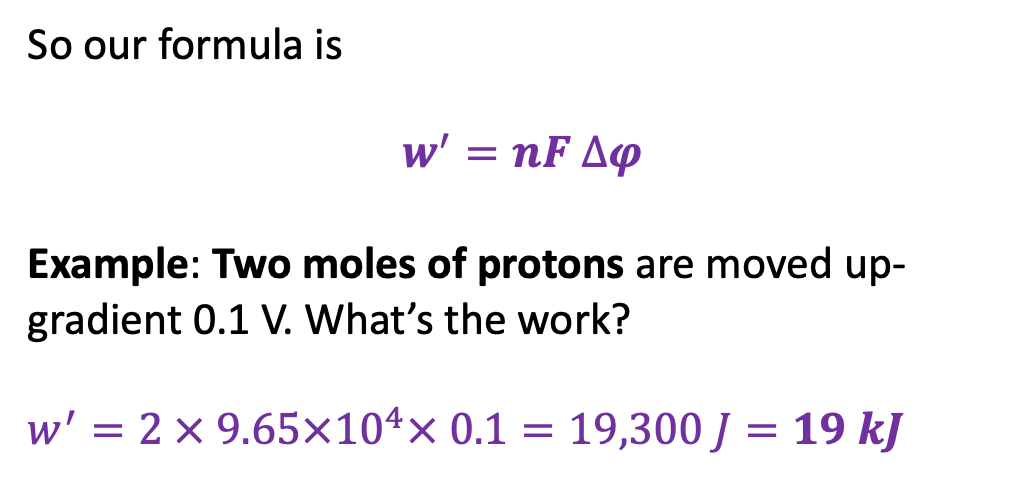 So our formula is
w′ = nF Δφ
Example: Two moles of protons are moved up-
gradient 0.1 V. What’s the work?
w′ = 2 × 9.65×10⁴× 0.1 = 19,300 J = 19 kJ